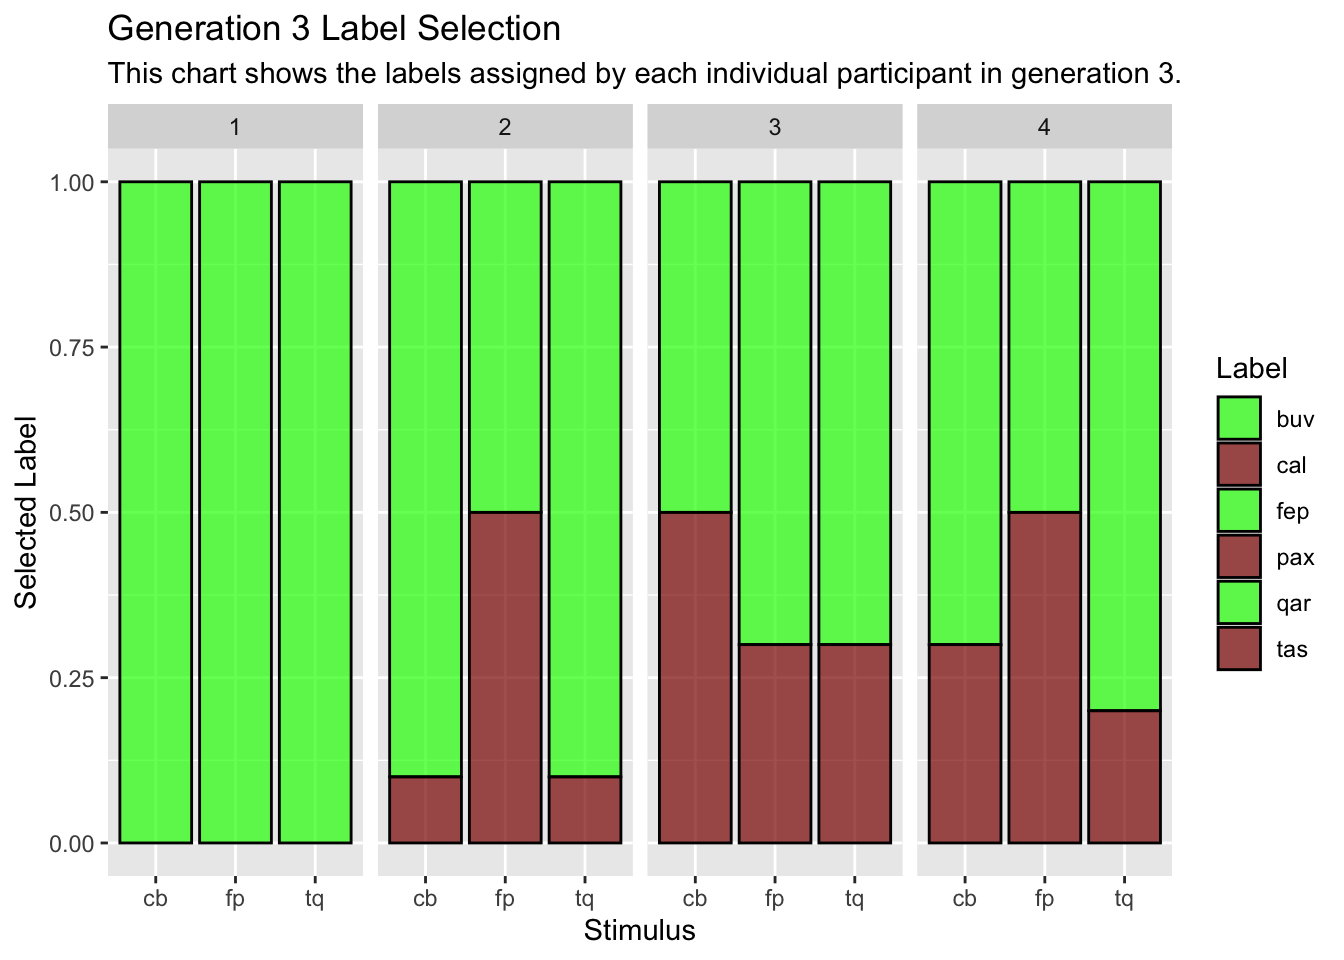 Generation 3 Label Selection
This chart shows the labels assigned by each individual participant in generation 3.
1 2 3 4
1.00
0.75
0.50
0.25
0.00
Selected Label
cb fp tq cb fp tq cb fp tq cb fp tq
Stimulus
Label
buv
cal
fep
pax
qar
tas